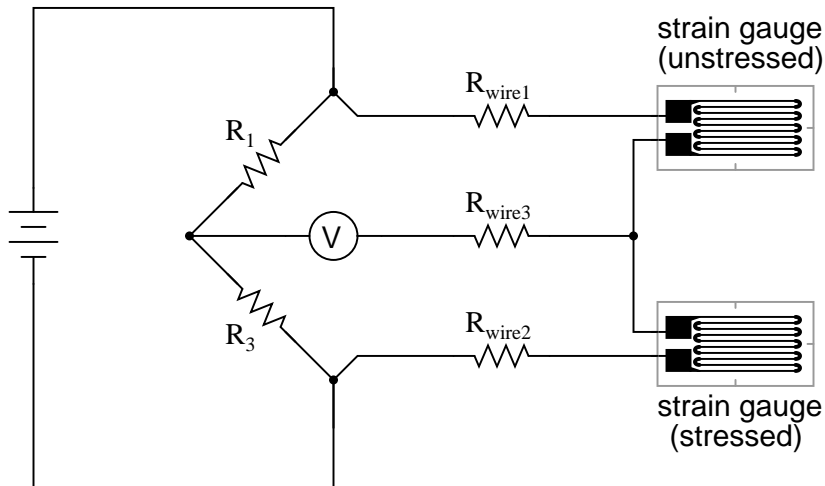 strain gauge
(unstressed)
Rwire1
R1
Rwire3
V
Rwire2
R3
strain gauge
(stressed)